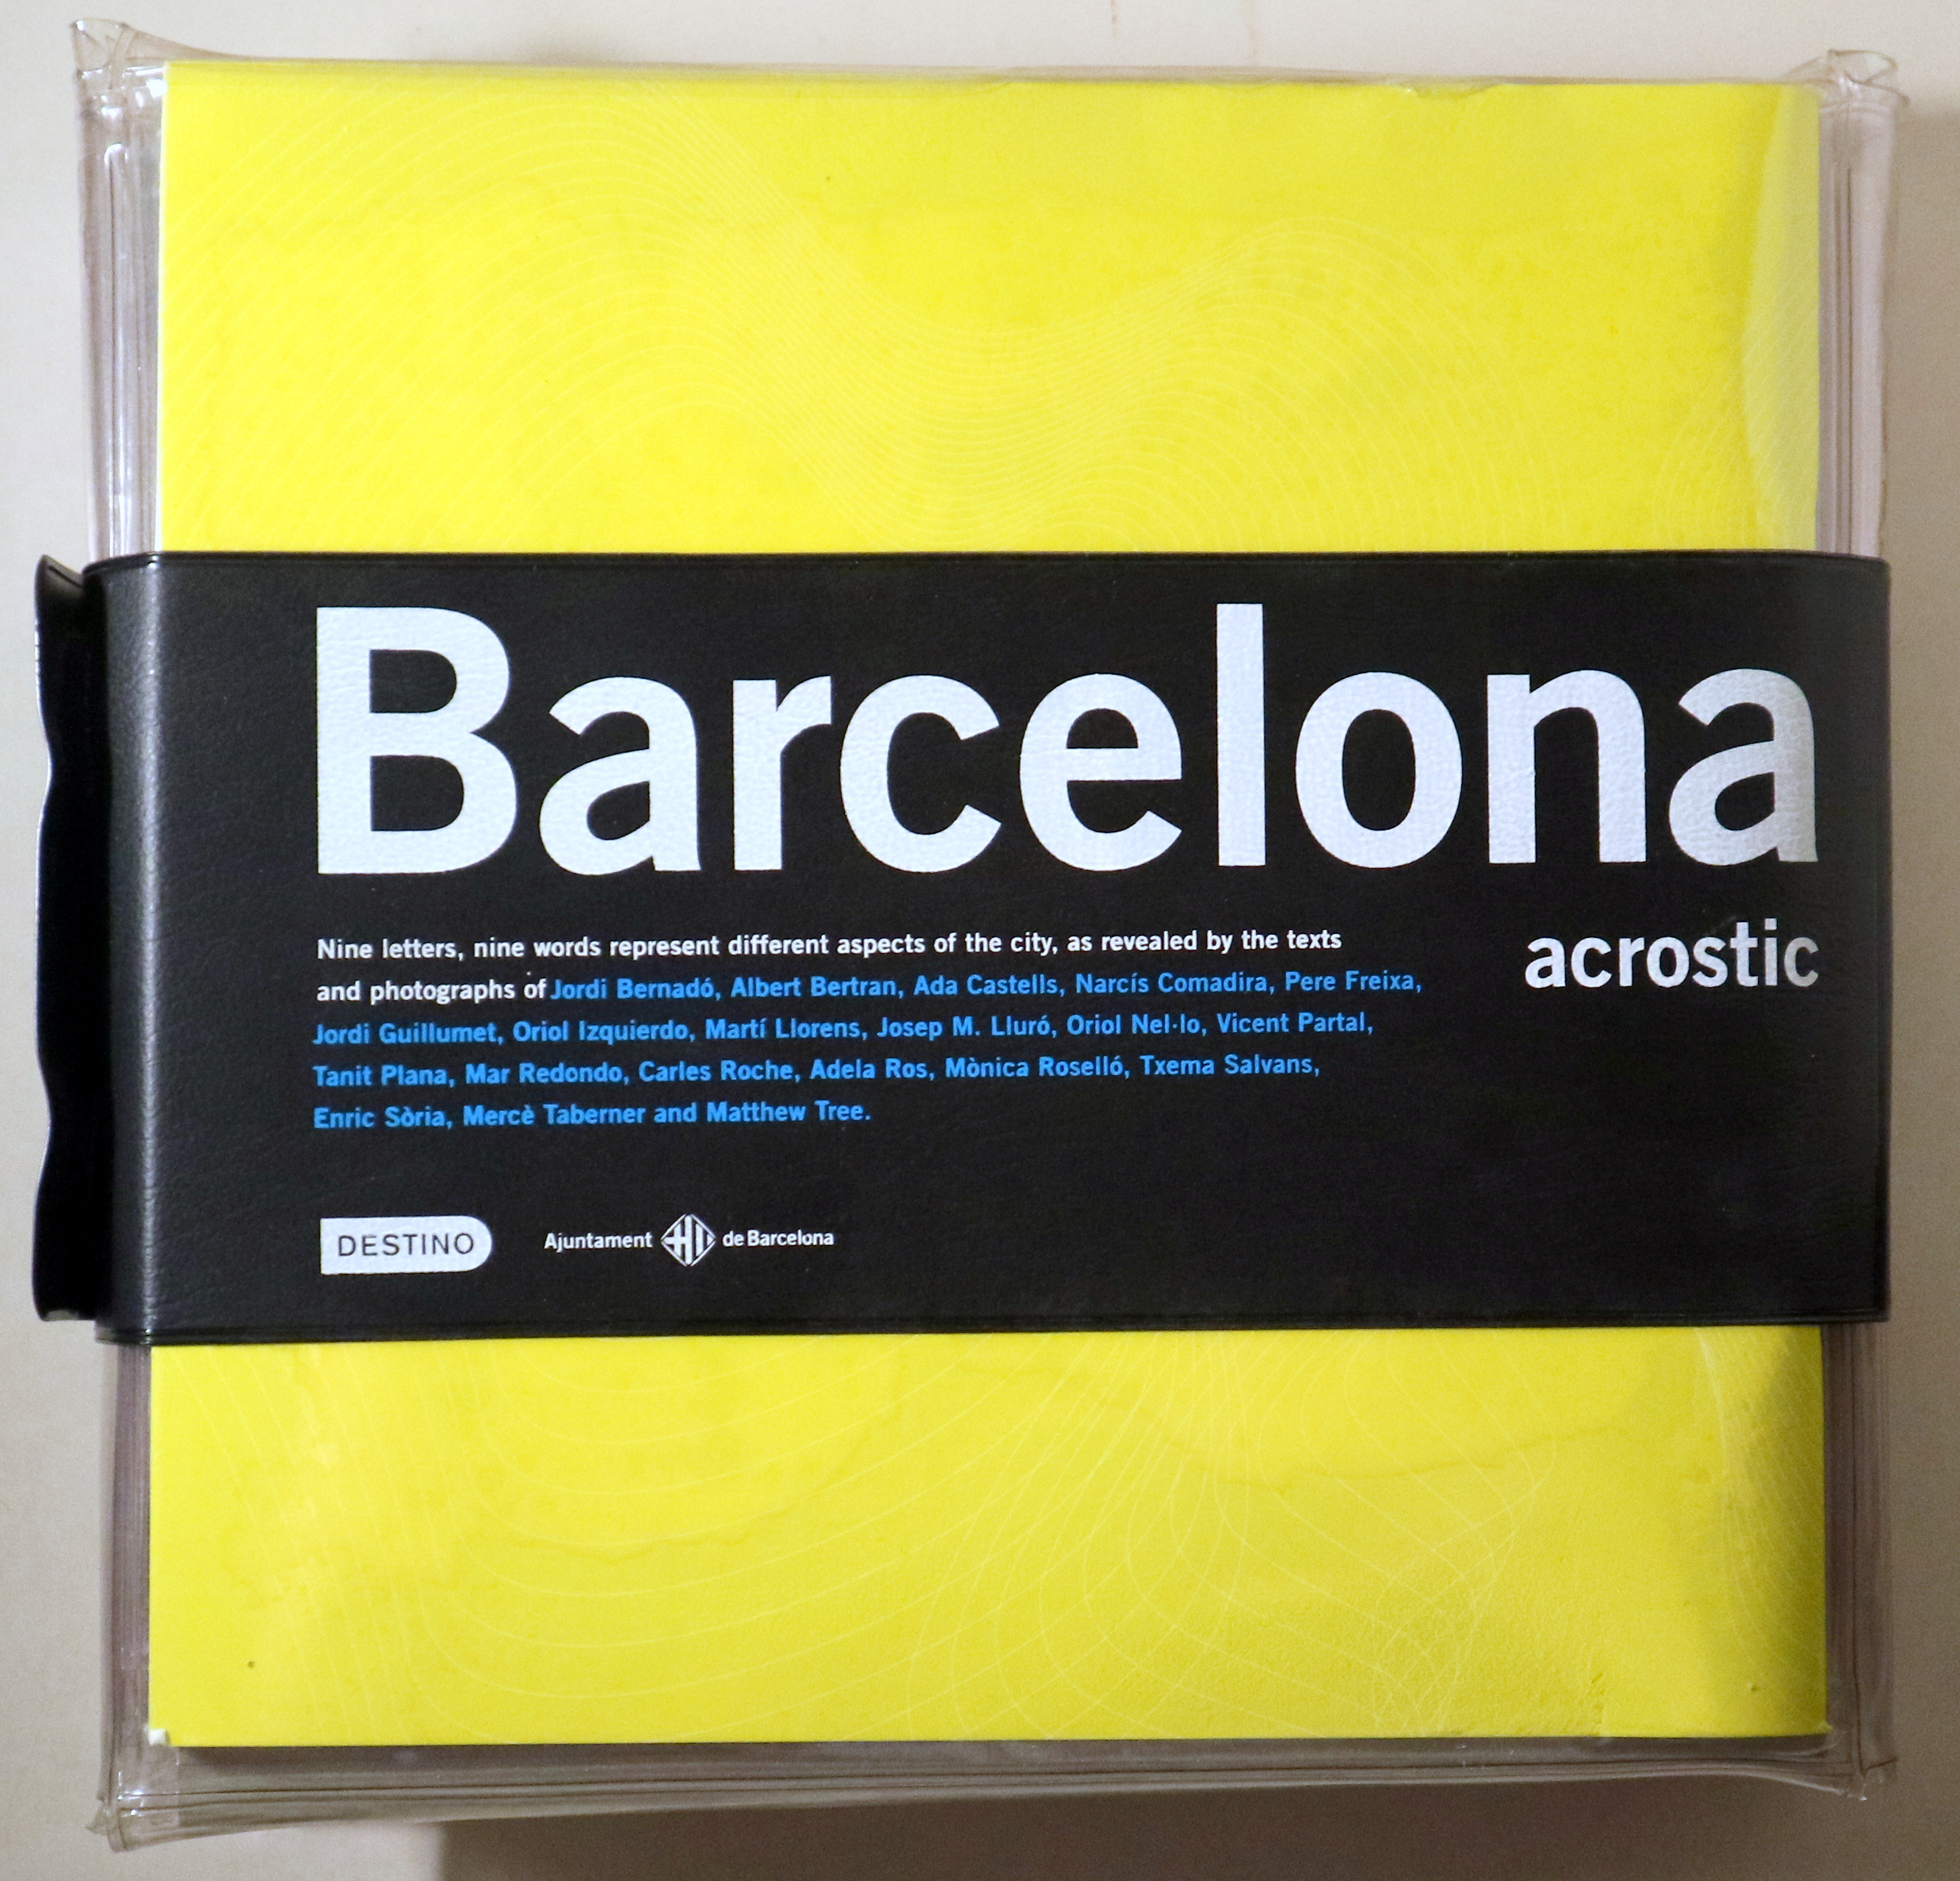 Barcelona
acrostic
Nine letters, nine words represent different aspects of the city, as revealed by the texts
and photographs of Jordi Bernadó, Albert Bertran, Ada Castells, Narcís Comadira, Pere Freixa,
Jordi Guillumet, Oriol Izquierdo, Martí Llorens, Josep M. Lluró, Oriol Nel·lo, Vicent Partal,
Tanit Plana, Mar Redondo, Carles Roche, Adela Ros, Mònica Roselló, Txema Salvans,
Enric Sòria, Mercè Taberner and Matthew Tree.
DESTINO
Ajuntament de Barcelona